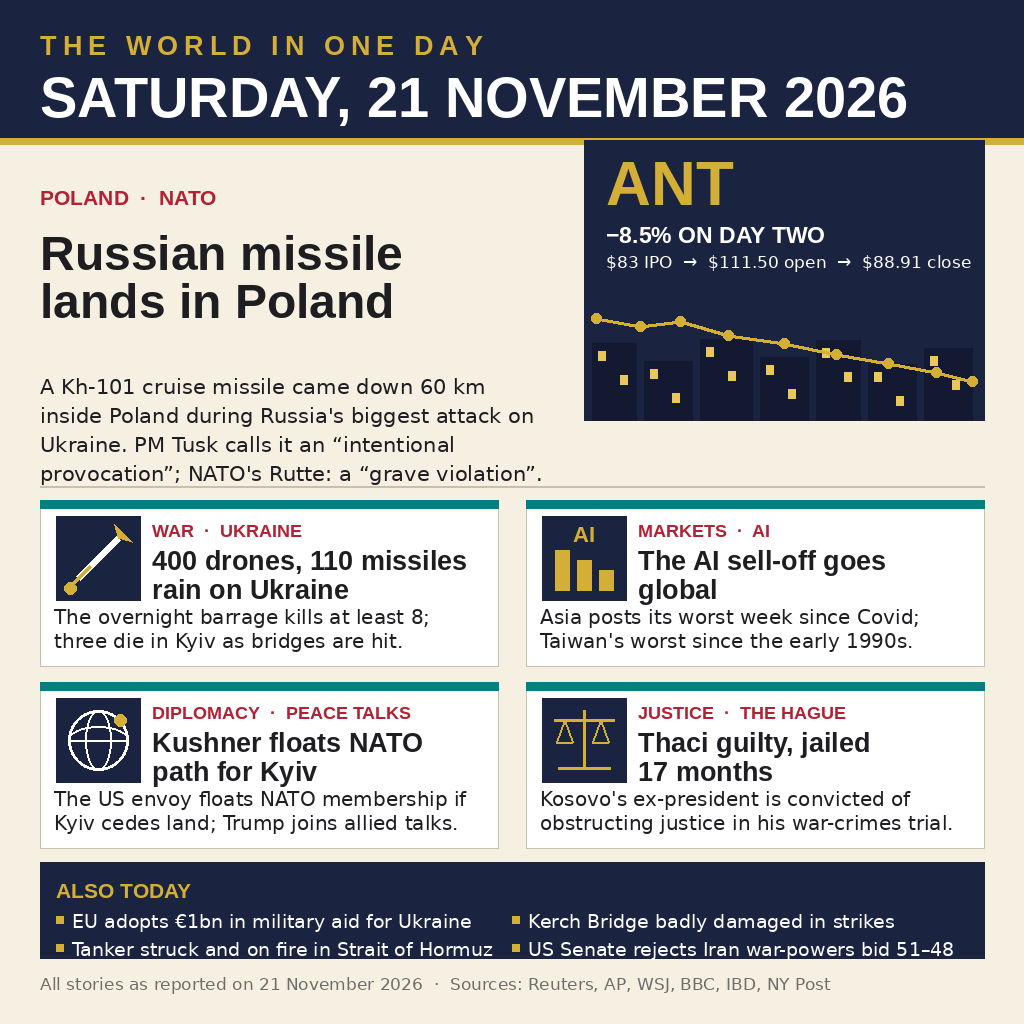 THE WORLD IN ONE DAY
SATURDAY, 21 NOVEMBER 2026
POLAND · NATO
Russian missile
lands in Poland
A Kh-101 cruise missile came down 60 km
inside Poland during Russia's biggest attack on
Ukraine. PM Tusk calls it an “intentional
provocation”; NATO's Rutte: a “grave violation”.
ANT
−8.5% ON DAY TWO
$83 IPO → $111.50 open → $88.91 close
WAR · UKRAINE
400 drones, 110 missiles
rain on Ukraine
The overnight barrage kills at least 8;
three die in Kyiv as bridges are hit.
AI
MARKETS · AI
The AI sell-off goes
global
Asia posts its worst week since Covid;
Taiwan's worst since the early 1990s.
DIPLOMACY · PEACE TALKS
Kushner floats NATO
path for Kyiv
The US envoy floats NATO membership if
Kyiv cedes land; Trump joins allied talks.
JUSTICE · THE HAGUE
Thaci guilty, jailed
17 months
Kosovo's ex-president is convicted of
obstructing justice in his war-crimes trial.
ALSO TODAY
EU adopts €1bn in military aid for Ukraine
Tanker struck and on fire in Strait of Hormuz
Kerch Bridge badly damaged in strikes
US Senate rejects Iran war-powers bid 51–48
All stories as reported on 21 November 2026 · Sources: Reuters, AP, WSJ, BBC, IBD, NY Post